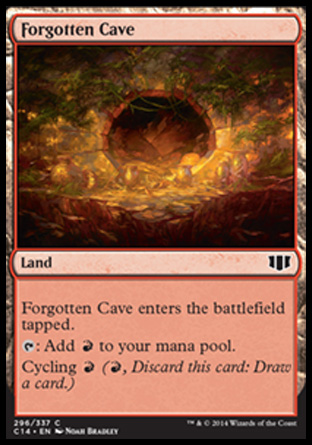 Forgotten Cave
Land
Forgotten Cave enters the battlefield
tapped.
: Add to your mana pool.
Cycling ( , Discard this card: Draw
a card.)
296/337 C
C14 • EN Noah Bradley
™ & © 2014 Wizards of the Coast